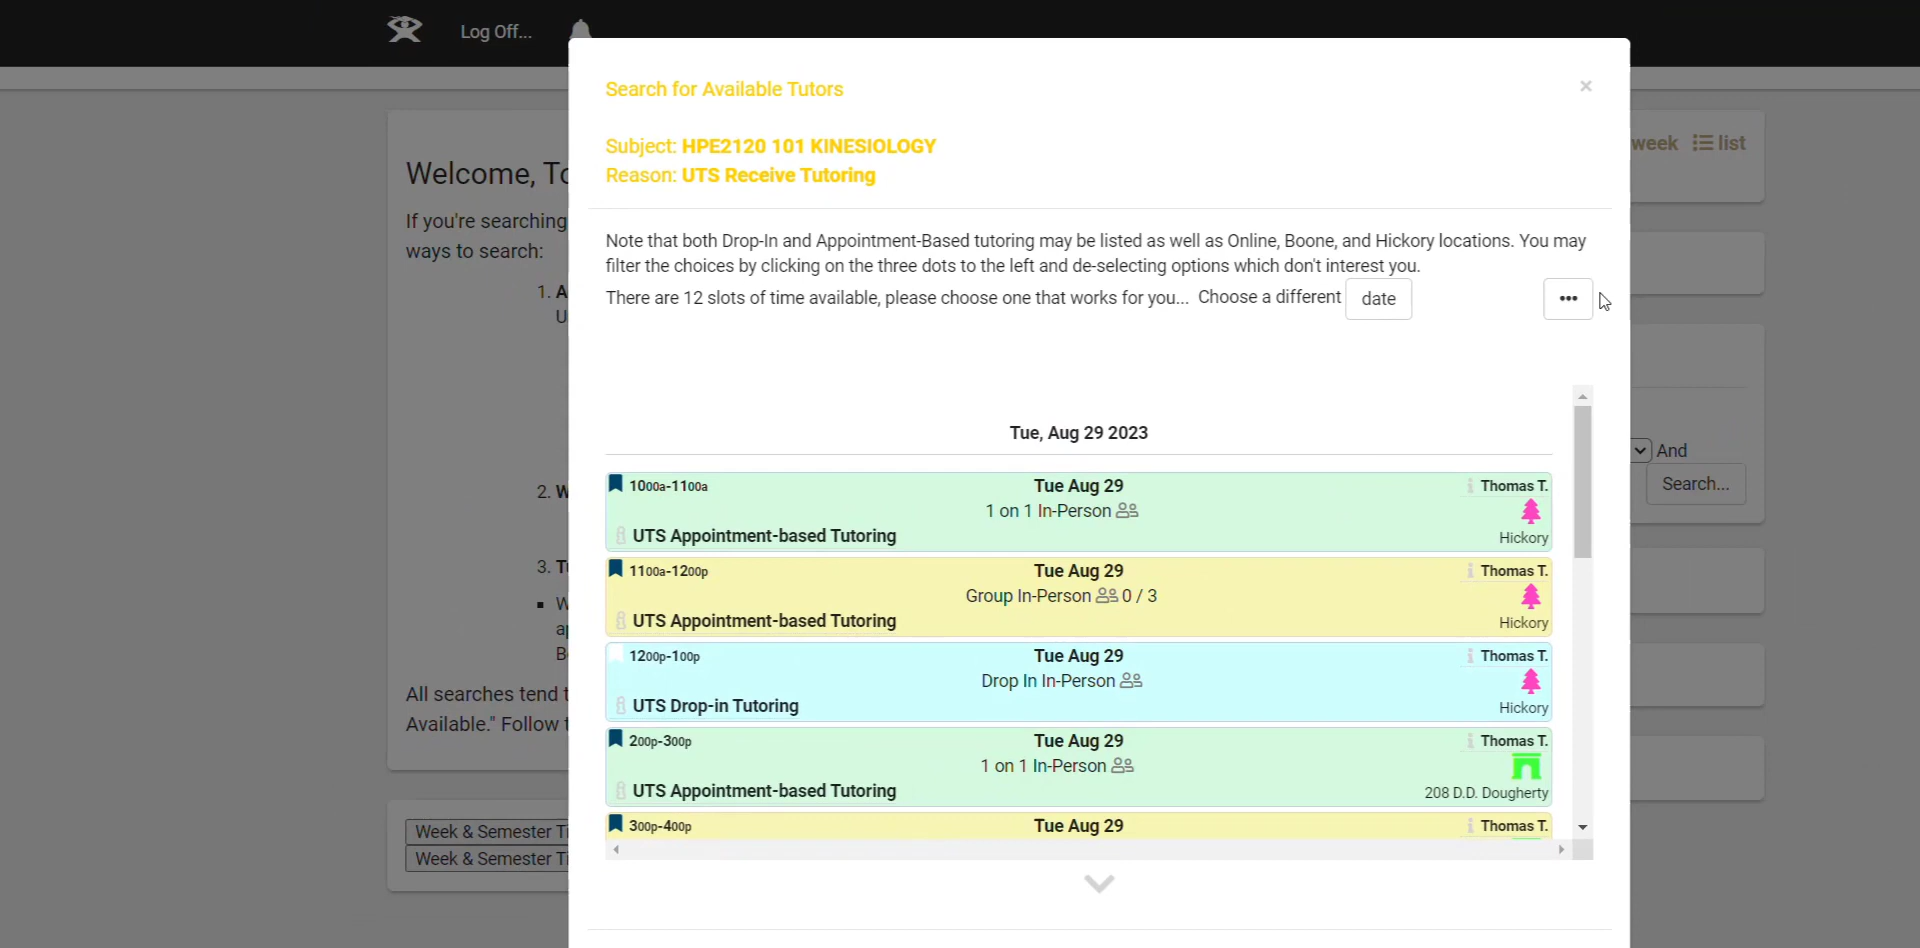 Log Off...
Search for Available Tutors
Subject: HPE2120 101 KINESIOLOGY
Reason: UTS Receive Tutoring
Note that both Drop-In and Appointment-Based tutoring may be listed as well as Online, Boone, and Hickory locations. You may
filter the choices by clicking on the three dots to the left and de-selecting options which don't interest you.
There are 12 slots of time available, please choose one that works for you... Choose a different date
Tue, Aug 29 2023
1000a-1100a Tue Aug 29 Thomas T.
1 on 1 In-Person
UTS Appointment-based Tutoring Hickory
1100a-1200p Tue Aug 29 Thomas T.
Group In-Person 0 / 3
UTS Appointment-based Tutoring Hickory
1200p-100p Tue Aug 29 Thomas T.
Drop In In-Person
UTS Drop-in Tutoring Hickory
200p-300p Tue Aug 29 Thomas T.
1 on 1 In-Person
UTS Appointment-based Tutoring 208 D.D. Dougherty
300p-400p Tue Aug 29 Thomas T.
Welcome,
If you're searching
ways to search:
1.
2.
3.
All searches tend
Available." Follow
Week & Semester
Week & Semester
week list
And
Search...